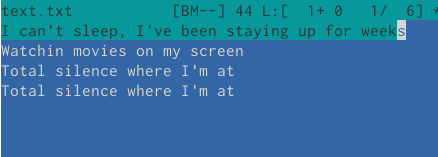 text.txt [BM--] 44 L:[ 1+ 0 1/ 6] *
I can't sleep, I've been staying up for weeks
Watchin movies on my screen
Total silence where I'm at
Total silence where I'm at